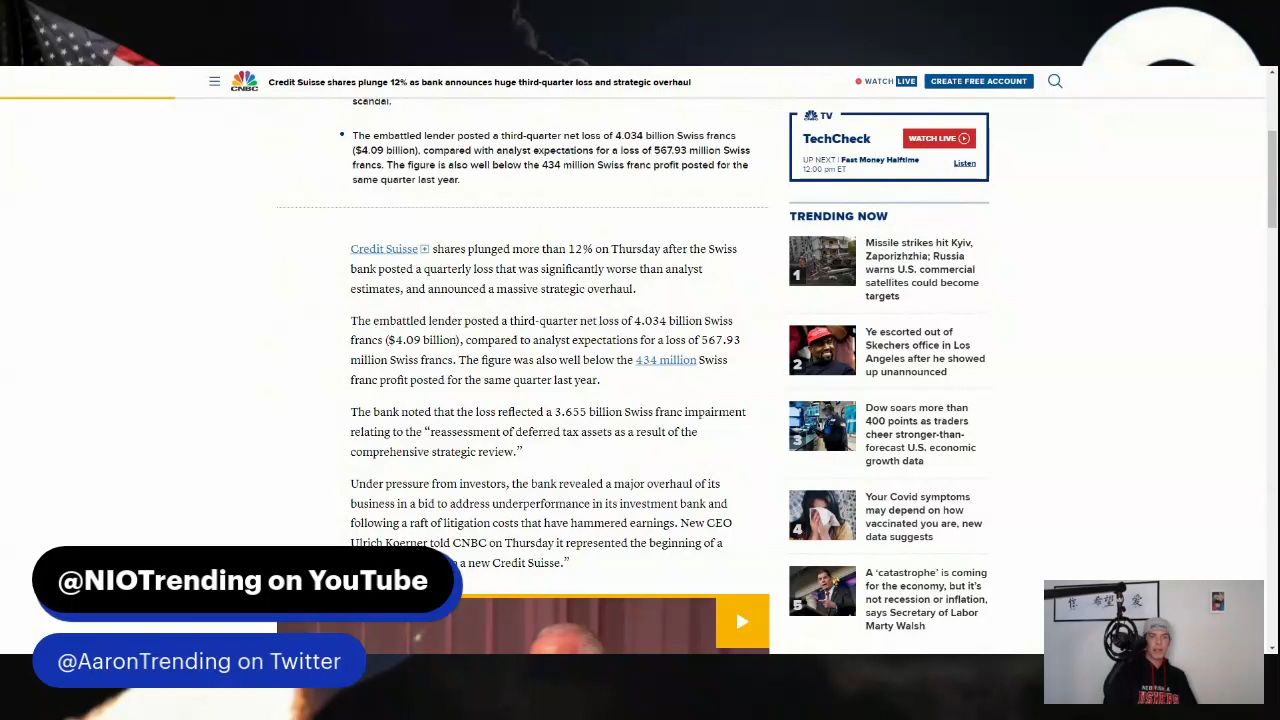 CNBC
Credit Suisse shares plunge 12% as bank announces huge third-quarter loss and strategic overhaul
WATCH LIVE
CREATE FREE ACCOUNT
scandal.
The embattled lender posted a third-quarter net loss of 4.034 billion Swiss francs
($4.09 billion), compared with analyst expectations for a loss of 567.93 million Swiss
francs. The figure is also well below the 434 million Swiss franc profit posted for the
same quarter last year.
Credit Suisse shares plunged more than 12% on Thursday after the Swiss
bank posted a quarterly loss that was significantly worse than analyst
estimates, and announced a massive strategic overhaul.
The embattled lender posted a third-quarter net loss of 4.034 billion Swiss
francs ($4.09 billion), compared to analyst expectations for a loss of 567.93
million Swiss francs. The figure was also well below the 434 million Swiss
franc profit posted for the same quarter last year.
The bank noted that the loss reflected a 3.655 billion Swiss franc impairment
relating to the “reassessment of deferred tax assets as a result of the
comprehensive strategic review.”
Under pressure from investors, the bank revealed a major overhaul of its
business in a bid to address underperformance in its investment bank and
following a raft of litigation costs that have hammered earnings. New CEO
Ulrich Koerner told CNBC on Thursday it represented the beginning of a
a new Credit Suisse.”
TV
TechCheck
WATCH LIVE
UP NEXT | Fast Money Halftime
12:00 pm ET
Listen
TRENDING NOW
1
Missile strikes hit Kyiv,
Zaporizhzhia; Russia
warns U.S. commercial
satellites could become
targets
2
Ye escorted out of
Skechers office in Los
Angeles after he showed
up unannounced
3
Dow soars more than
400 points as traders
cheer stronger-than-
forecast U.S. economic
growth data
4
Your Covid symptoms
may depend on how
vaccinated you are, new
data suggests
5
A ‘catastrophe’ is coming
for the economy, but it’s
not recession or inflation,
says Secretary of Labor
Marty Walsh
@NIOTrending on YouTube
@AaronTrending on Twitter
希望
爱